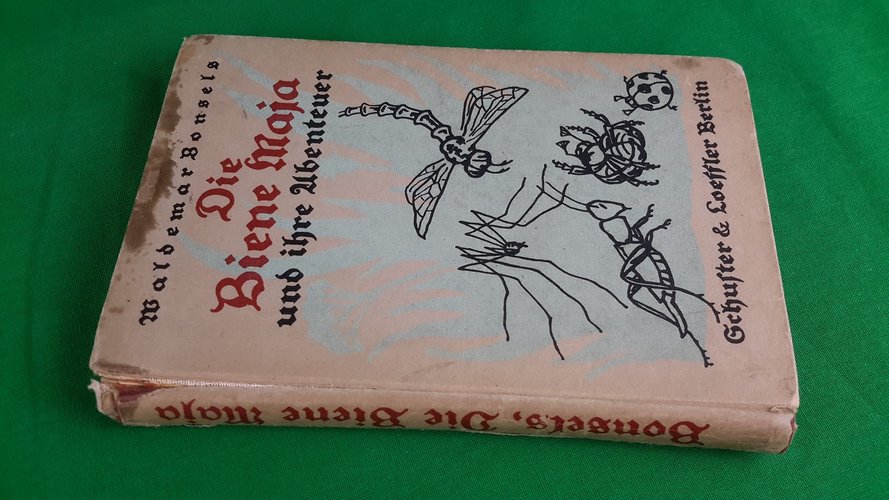 Waldemar Bonsels
Die
Biene Maja
und ihre Abenteuer
Schuster & Loeffler Berlin
Bonsels, Die Biene Maja